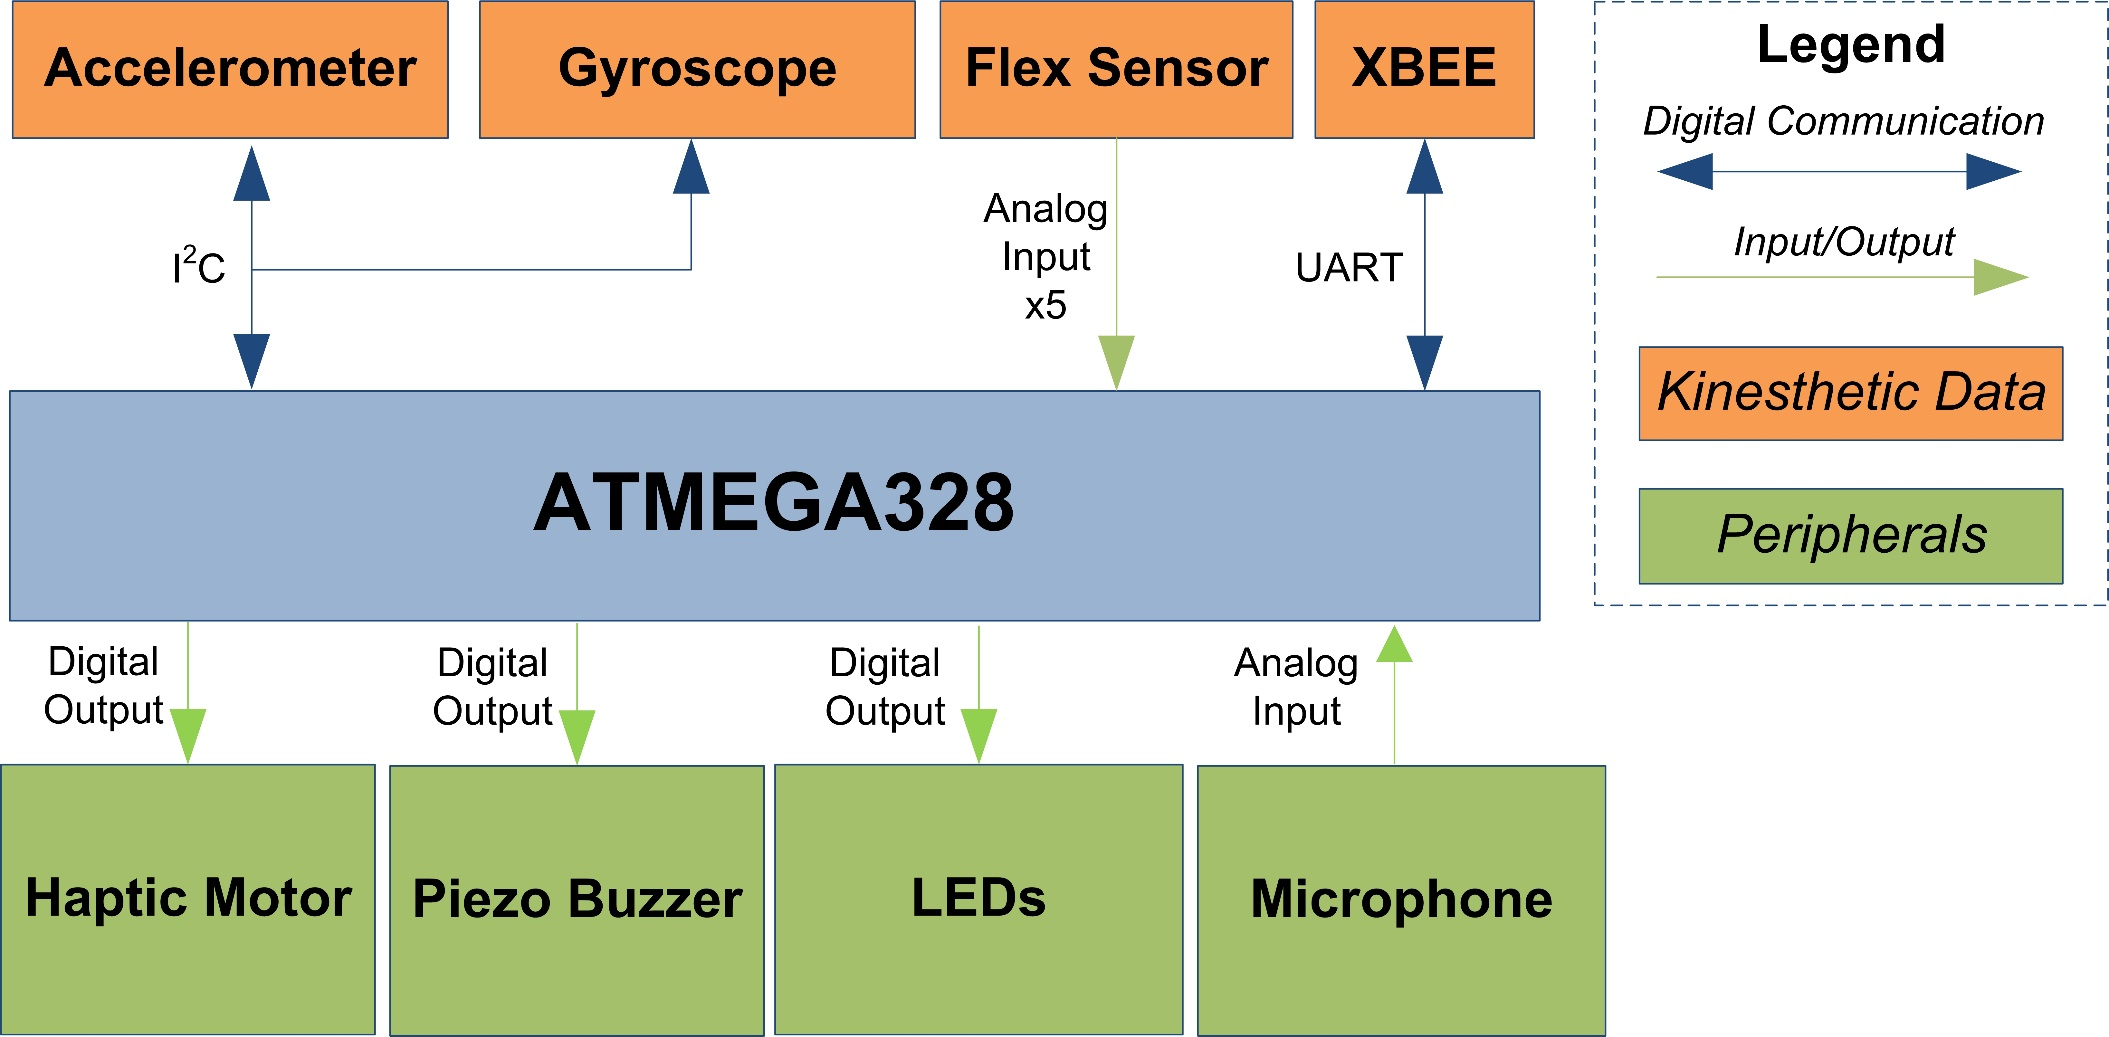 Accelerometer
Gyroscope
Flex Sensor
XBEE
I²C
Analog
Input
x5
UART
ATMEGA328
Digital
Output
Digital
Output
Digital
Output
Analog
Input
Haptic Motor
Piezo Buzzer
LEDs
Microphone
Legend
Digital Communication
Input/Output
Kinesthetic Data
Peripherals